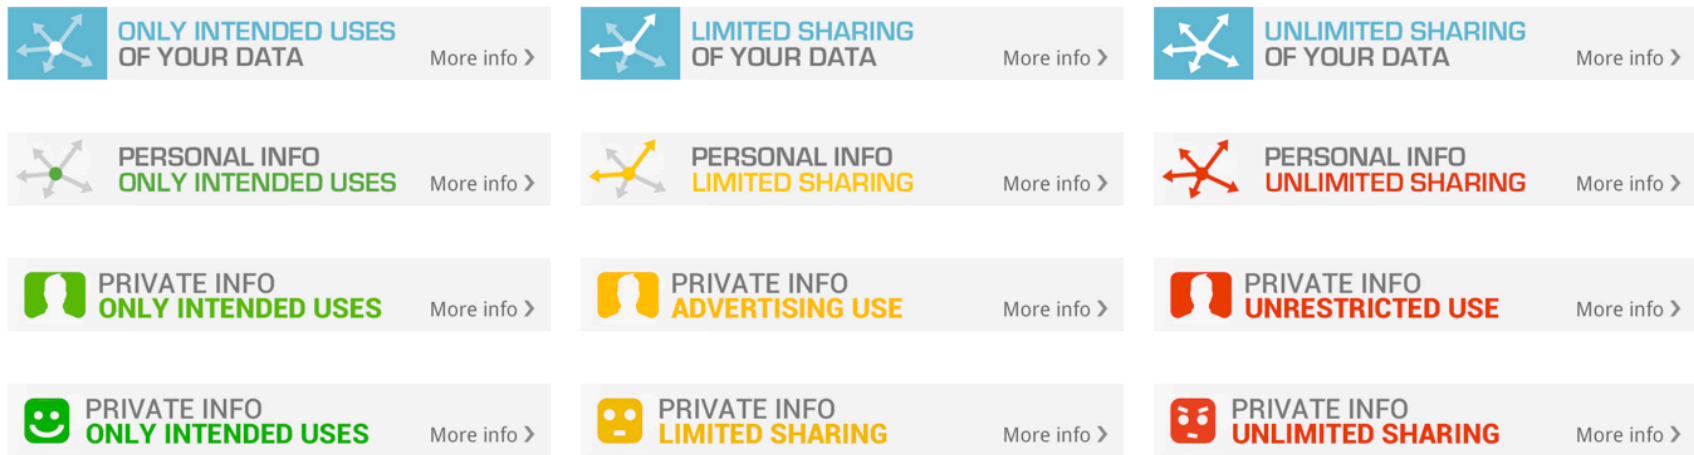 ONLY INTENDED USES
OF YOUR DATA More info
LIMITED SHARING
OF YOUR DATA More info
UNLIMITED SHARING
OF YOUR DATA More info
PERSONAL INFO
ONLY INTENDED USES More info
PERSONAL INFO
LIMITED SHARING More info
PERSONAL INFO
UNLIMITED SHARING More info
PRIVATE INFO
ONLY INTENDED USES More info
PRIVATE INFO
ADVERTISING USE More info
PRIVATE INFO
UNRESTRICTED USE More info
PRIVATE INFO
ONLY INTENDED USES More info
PRIVATE INFO
LIMITED SHARING More info
PRIVATE INFO
UNLIMITED SHARING More info